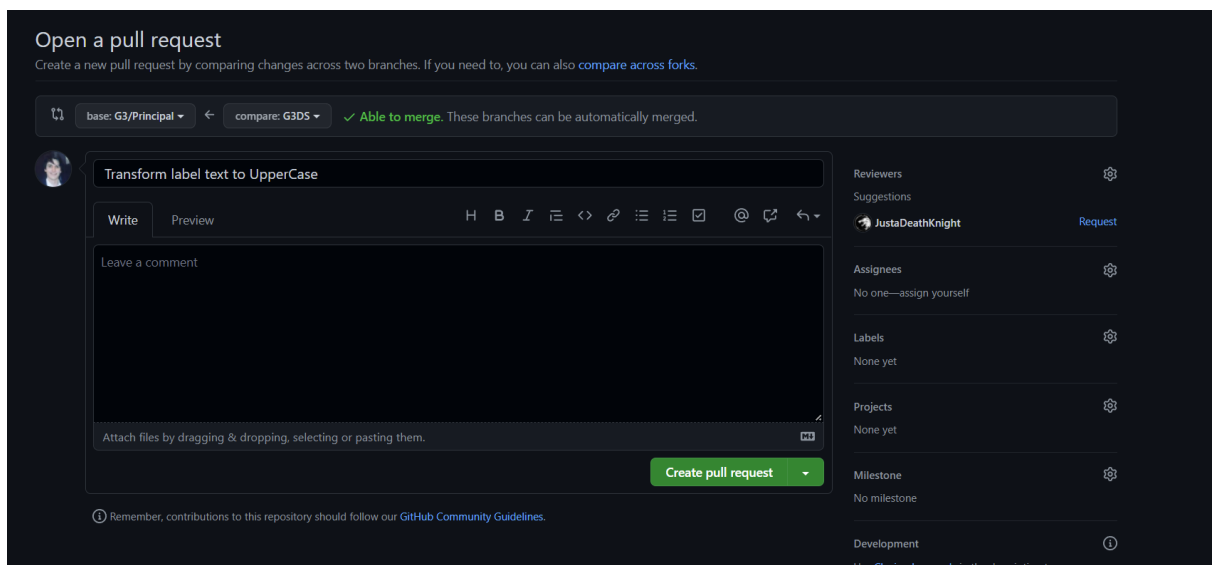 Open a pull request
Create a new pull request by comparing changes across two branches. If you need to, you can also compare across forks.
base: G3/Principal
compare: G3DS
Able to merge. These branches can be automatically merged.
Transform label text to UpperCase
Write Preview
Leave a comment
Attach files by dragging & dropping, selecting or pasting them.
Create pull request
Remember, contributions to this repository should follow our GitHub Community Guidelines.
Reviewers
Suggestions
JustaDeathKnight Request
Assignees
No one—assign yourself
Labels
None yet
Projects
None yet
Milestone
No milestone
Development